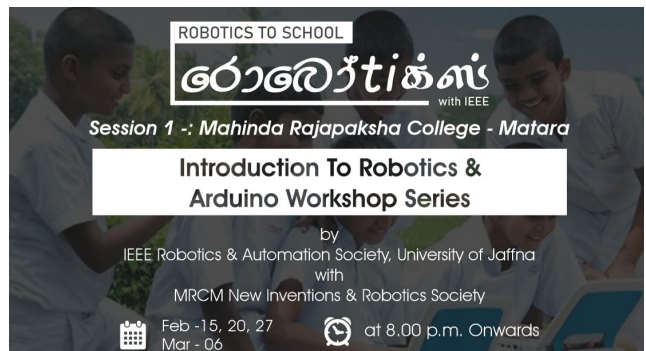 ROBOTICS TO SCHOOL
රොබෝtiக்ஸ்
with IEEE
Session 1 -: Mahinda Rajapaksha College - Matara
Introduction To Robotics &
Arduino Workshop Series
by
IEEE Robotics & Automation Society, University of Jaffna
with
MRCM New Inventions & Robotics Society
Feb -15, 20, 27
Mar - 06
at 8.00 p.m. Onwards